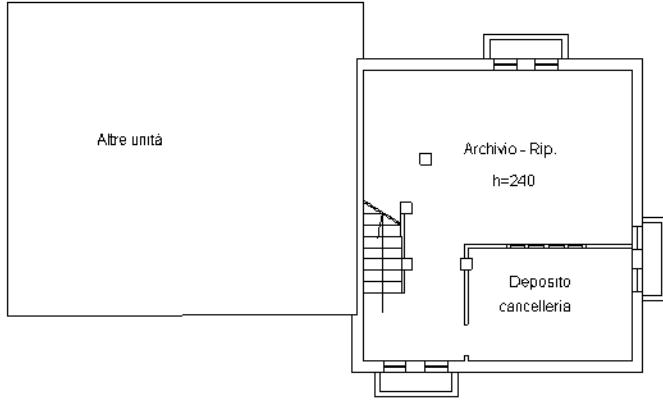 Altre unità
Archivio - Rip.
h=240
Deposito
cancelleria